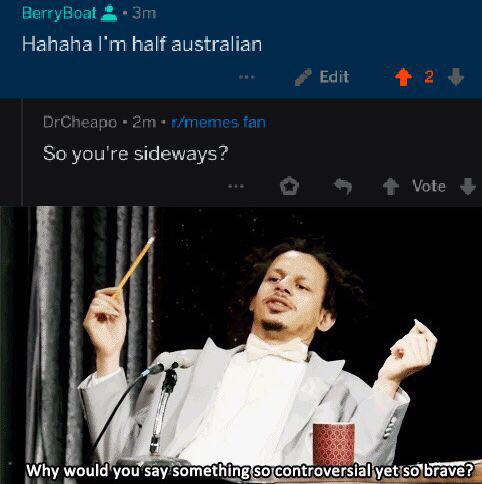 BerryBoat • 3m
Hahaha I'm half australian
... Edit 2
DrCheapo • 2m • r/memes fan
So you're sideways?
... Vote
Why would you say something so controversial yet so brave?